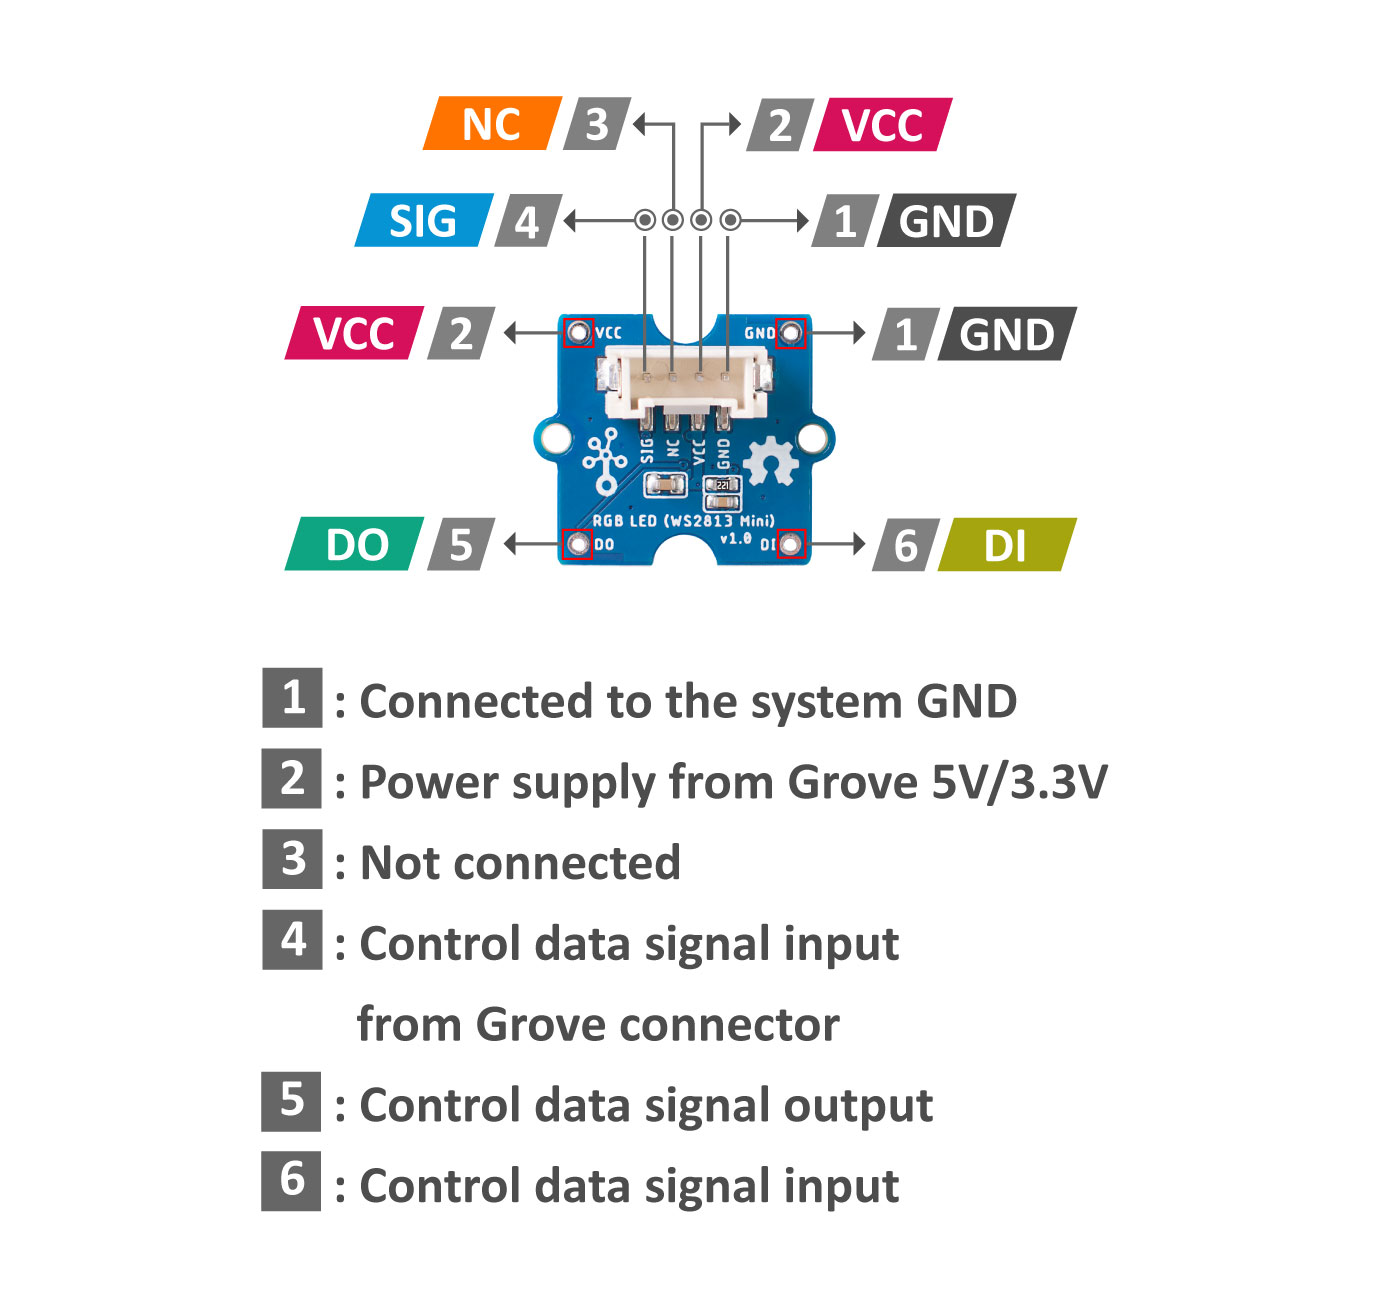 NC 3 2 VCC
SIG 4 1 GND
VCC 2 1 GND
VCC GND
SIG NC VCC GND
221
RGB LED (WS2813 Mini)
v1.0
DO DI
DO 5 6 DI
1 : Connected to the system GND
2 : Power supply from Grove 5V/3.3V
3 : Not connected
4 : Control data signal input
from Grove connector
5 : Control data signal output
6 : Control data signal input